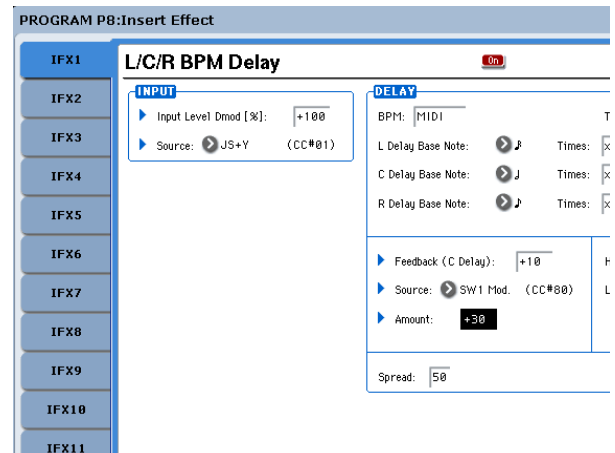 PROGRAM P8:Insert Effect
IFX1
IFX2
IFX3
IFX4
IFX5
IFX6
IFX7
IFX8
IFX9
IFX10
IFX11
L/C/R BPM Delay
On
INPUT
Input Level Dmod [%]: +100
Source: JS+Y (CC#01)
DELAY
BPM: MIDI T
L Delay Base Note: 𝅘𝅥𝅯 Times: x
C Delay Base Note: ♩ Times: x
R Delay Base Note: ♪ Times: x
Feedback (C Delay): +10 H
Source: SW1 Mod. (CC#80) L
Amount: +30
Spread: 50